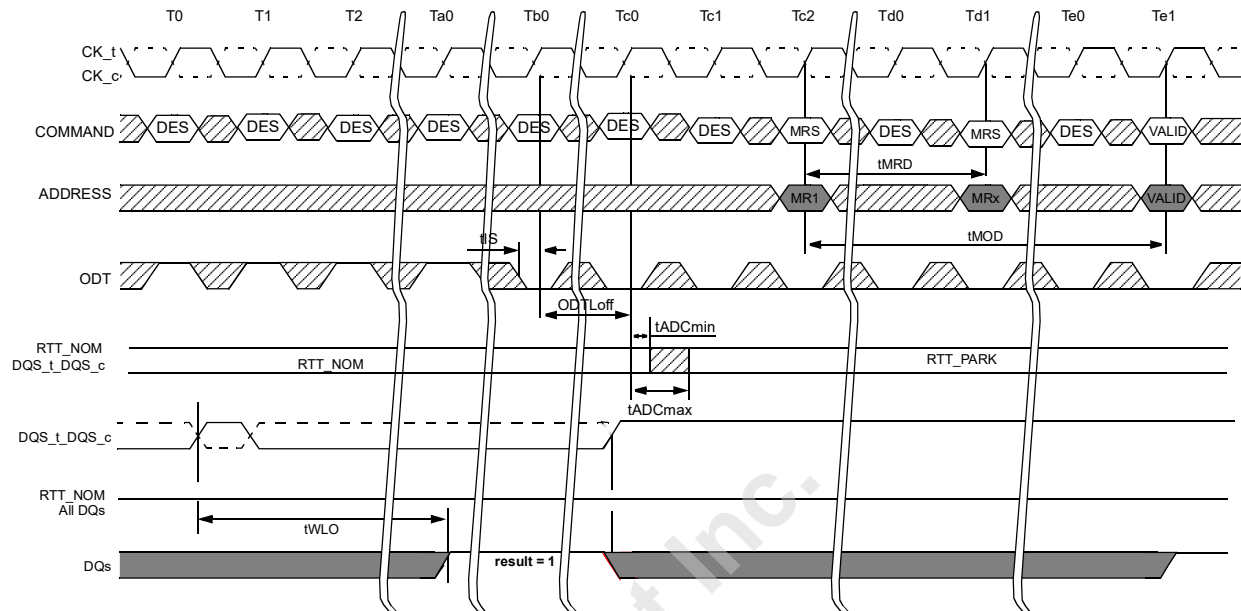 T0 T1 T2 Ta0 Tb0 Tc0 Tc1 Tc2 Td0 Td1 Te0 Te1
CK_t
CK_c
COMMAND DES DES DES DES DES DES DES MRS DES MRS DES VALID
tMRD
ADDRESS MR1 MRx VALID
tIS tMOD
ODT
ODTLoff
tADCmin
RTT_NOM
DQS_t_DQS_c RTT_NOM RTT_PARK
tADCmax
DQS_t_DQS_c
RTT_NOM
All DQs
tWLO
DQs result = 1
t Inc.